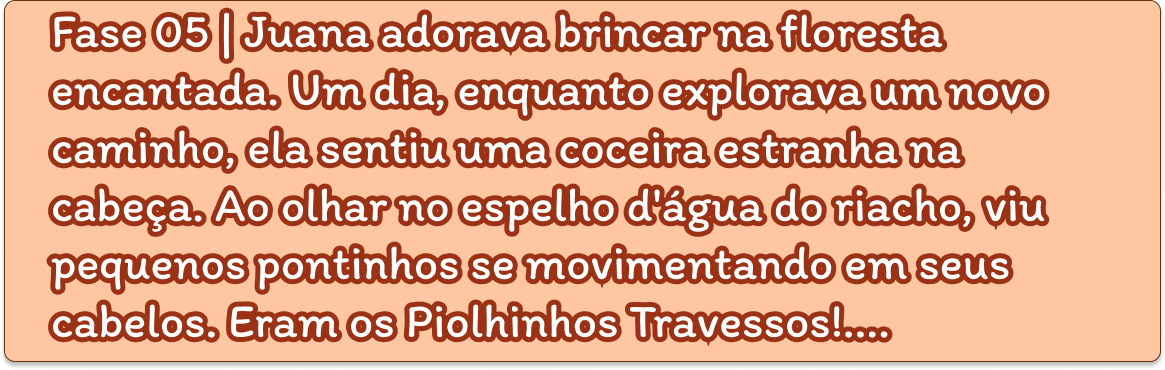 Fase 05 | Juana adorava brincar na floresta
encantada. Um dia, enquanto explorava um novo
caminho, ela sentiu uma coceira estranha na
cabeça. Ao olhar no espelho d'água do riacho, viu
pequenos pontinhos se movimentando em seus
cabelos. Eram os Piolhinhos Travessos!....